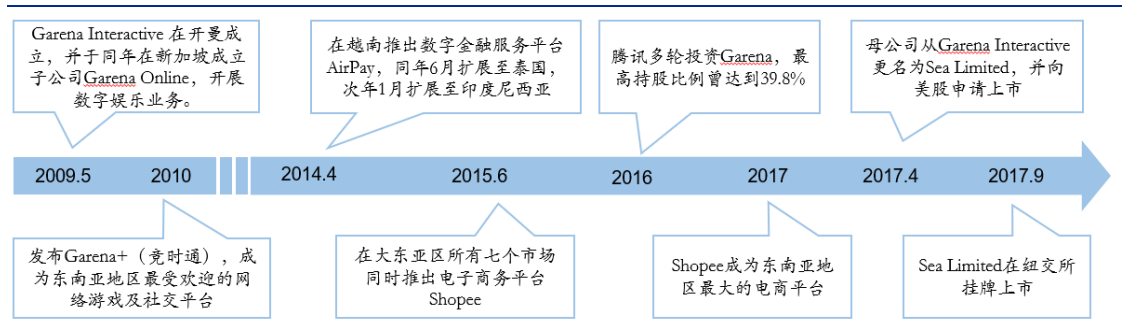 Garena Interactive 在开曼成
立，并于同年在新加坡成立
子公司Garena Online，开展
数字娱乐业务。
在越南推出数字金融服务平台
AirPay，同年6月扩展至泰国，
次年1月扩展至印度尼西亚
腾讯多轮投资Garena，最
高持股比例曾达到39.8%
母公司从Garena Interactive
更名为Sea Limited，并向
美股申请上市
2009.5
2010
2014.4
2015.6
2016
2017
2017.4
2017.9
发布Garena+（竞时通），成
为东南亚地区最受欢迎的网
络游戏及社交平台
在大东亚区所有七个市场
同时推出电子商务平台
Shopee
Shopee成为东南亚地
区最大的电商平台
Sea Limited在纽交所
挂牌上市